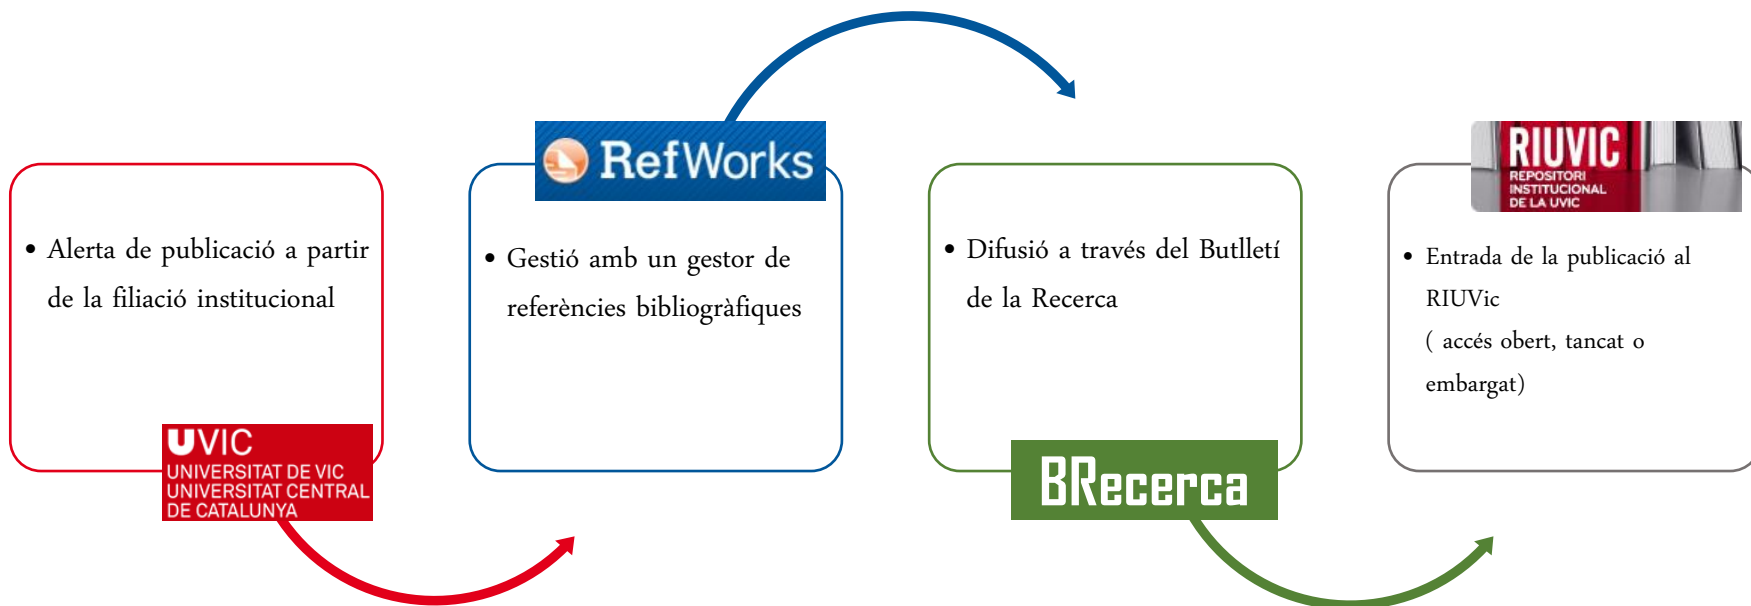 • Alerta de publicació a partir
de la filiació institucional
UVIC
UNIVERSITAT DE VIC
UNIVERSITAT CENTRAL
DE CATALUNYA
RefWorks
• Gestió amb un gestor de
referències bibliogràfiques
• Difusió a través del Butlletí
de la Recerca
BRecerca
RIUVIC
REPOSITORI
INSTITUCIONAL
DE LA UVIC
• Entrada de la publicació al
RIUVic
( accés obert, tancat o
embargat)